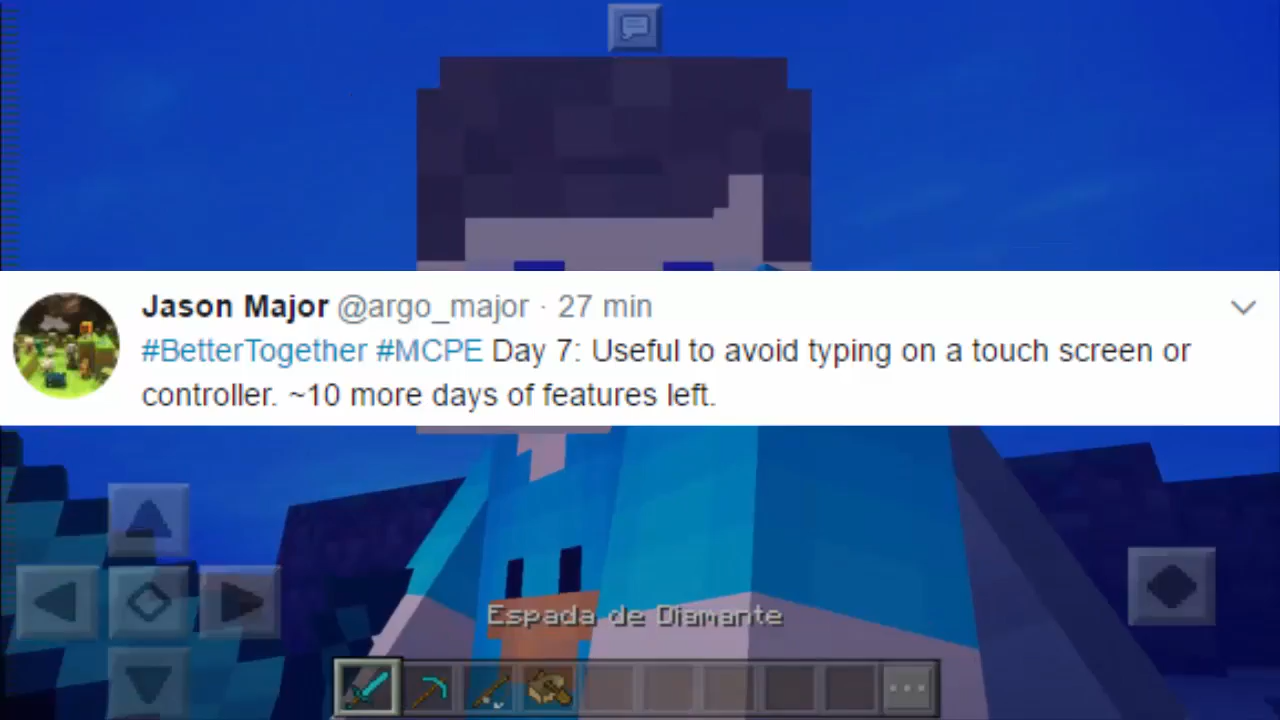 Jason Major @argo_major · 27 min
#BetterTogether #MCPE Day 7: Useful to avoid typing on a touch screen or
controller. ~10 more days of features left.
Espada de Diamante